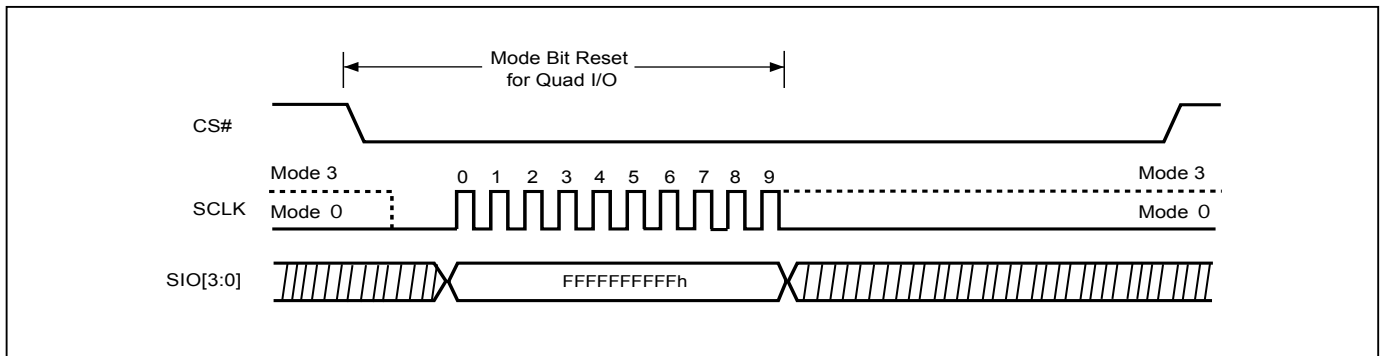 Mode Bit Reset
for Quad I/O
CS#
Mode 3
0 1 2 3 4 5 6 7 8 9
Mode 3
SCLK
Mode 0
Mode 0
SIO[3:0]
FFFFFFFFFFh